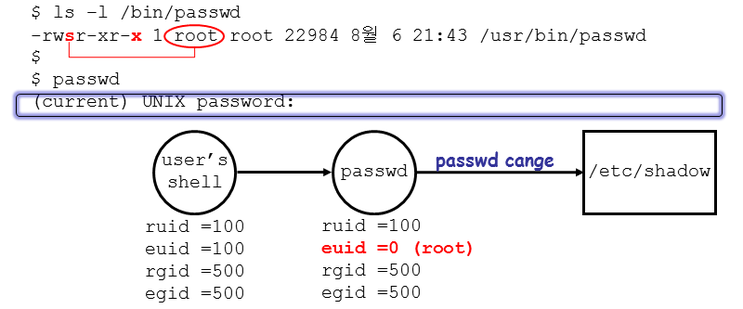 $ ls -l /bin/passwd
-rwsr-xr-x 1 root root 22984 8월 6 21:43 /usr/bin/passwd
$
$ passwd
(current) UNIX password:
user's
shell
passwd
passwd cange
/etc/shadow
ruid =100
euid =100
rgid =500
egid =500
ruid =100
euid =0 (root)
rgid =500
egid =500